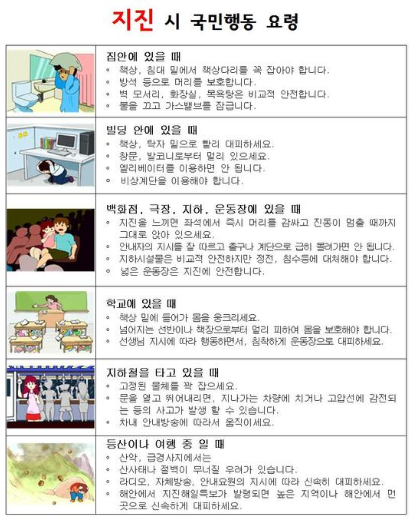 지진 시 국민행동 요령
집안에 있을 때
◦ 책상, 침대 밑에서 책상다리를 꼭 잡아야 합니다.
◦ 방석 등으로 머리를 보호합니다.
◦ 벽 모서리, 화장실, 목욕탕은 비교적 안전합니다.
◦ 불을 끄고 가스밸브를 잠급니다.
빌딩 안에 있을 때
◦ 책상, 탁자 밑으로 빨리 대피하세요.
◦ 창문, 발코니로부터 멀리 있으세요.
◦ 엘리베이터를 이용하면 안 됩니다.
◦ 비상계단을 이용해야 합니다.
백화점, 극장, 지하, 운동장에 있을 때
◦ 지진을 느끼면 좌석에서 즉시 머리를 감싸고 진동이 멈출 때까지
그대로 앉아 있으세요.
◦ 안내자의 지시를 잘 따르고 출구나 계단으로 급히 몰려가면 안 됩니다.
◦ 지하시설물은 비교적 안전하지만 정전, 침수등에 대처해야 합니다.
◦ 넓은 운동장은 지진에 안전합니다.
학교에 있을 때
◦ 책상 밑에 들어가 몸을 웅크리세요.
◦ 넘어지는 선반이나 책장으로부터 멀리 피하여 몸을 보호해야 합니다.
◦ 선생님 지시에 따라 행동하면서, 침착하게 운동장으로 대피하세요.
지하철을 타고 있을 때
◦ 고정된 물체를 꽉 잡으세요.
◦ 문을 열고 뛰어내리면, 지나가는 차량에 치거나 고압선에 감전되
는 등의 사고가 발생 할 수 있습니다.
◦ 차내 안내방송에 따라서 움직이세요.
등산이나 여행 중 일 때
◦ 산악, 급경사지에서는
◦ 산사태나 절벽이 무너질 우려가 있습니다.
◦ 라디오, 자체방송, 안내요원의 지시에 따라 신속히 대피하세요.
◦ 해안에서 지진해일특보가 발령되면 높은 지역이나 해안에서 먼
곳으로 신속하게 대피하세요.